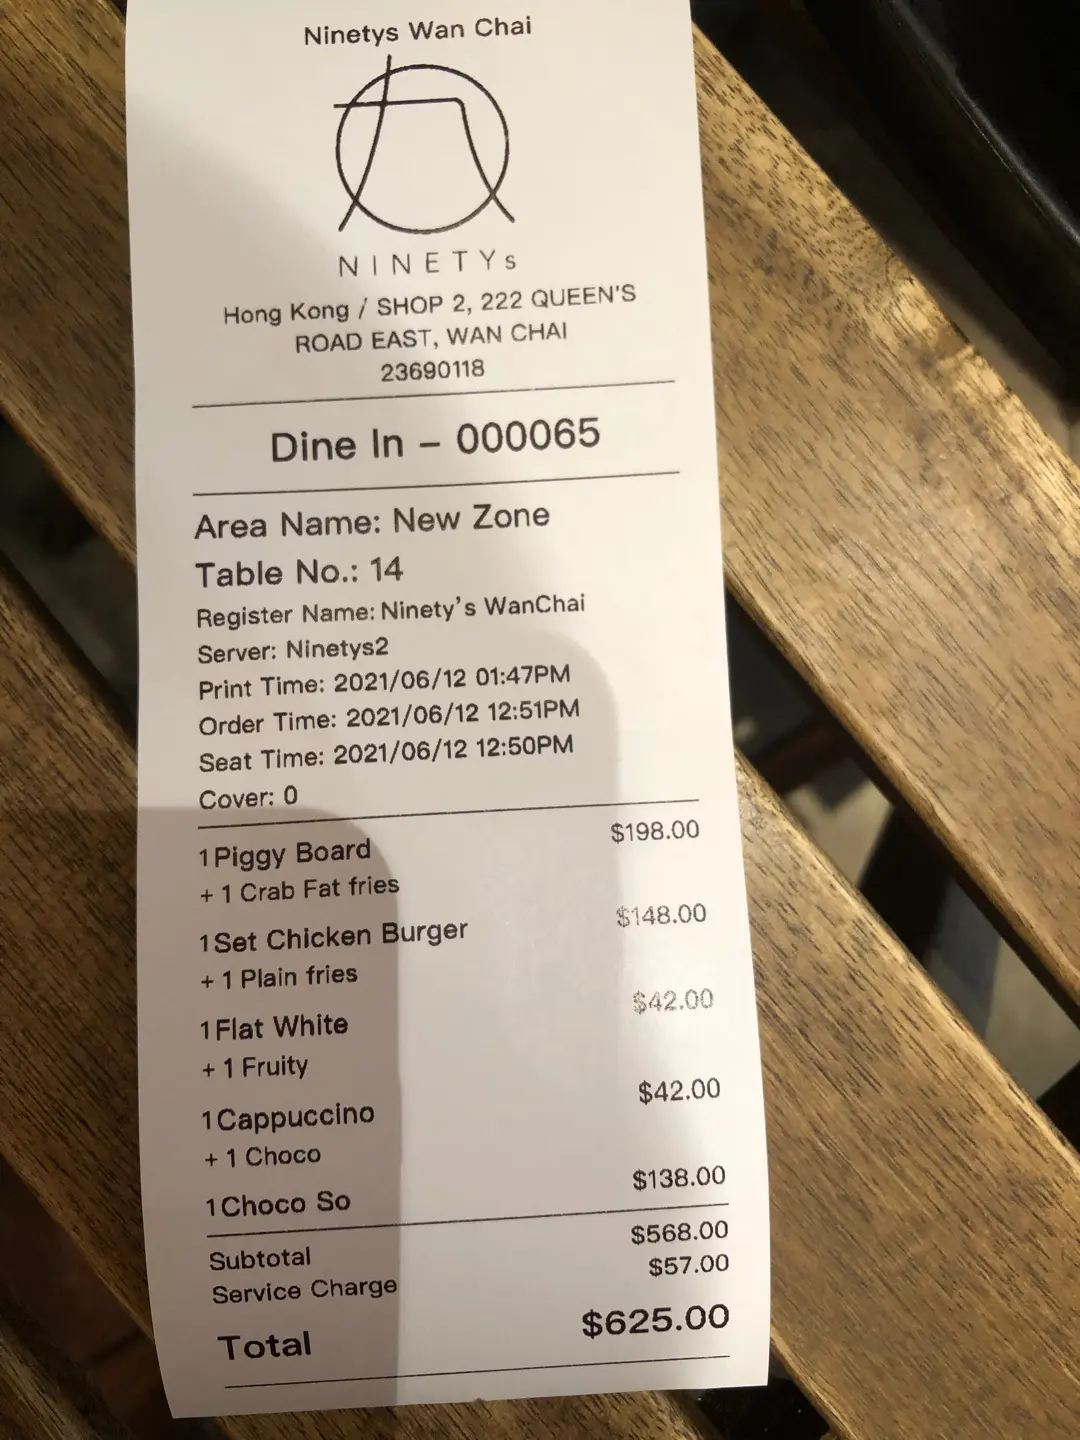 Ninetys Wan Chai
NINETYs
Hong Kong / SHOP 2, 222 QUEEN'S
ROAD EAST, WAN CHAI
23690118
Dine In – 000065
Area Name: New Zone
Table No.: 14
Register Name: Ninety's WanChai
Server: Ninetys2
Print Time: 2021/06/12 01:47PM
Order Time: 2021/06/12 12:51PM
Seat Time: 2021/06/12 12:50PM
Cover: 0
1 Piggy Board $198.00
+ 1 Crab Fat fries
1 Set Chicken Burger $148.00
+ 1 Plain fries
1 Flat White $42.00
+ 1 Fruity
1 Cappuccino $42.00
+ 1 Choco
1 Choco So $138.00
Subtotal $568.00
Service Charge $57.00
Total $625.00